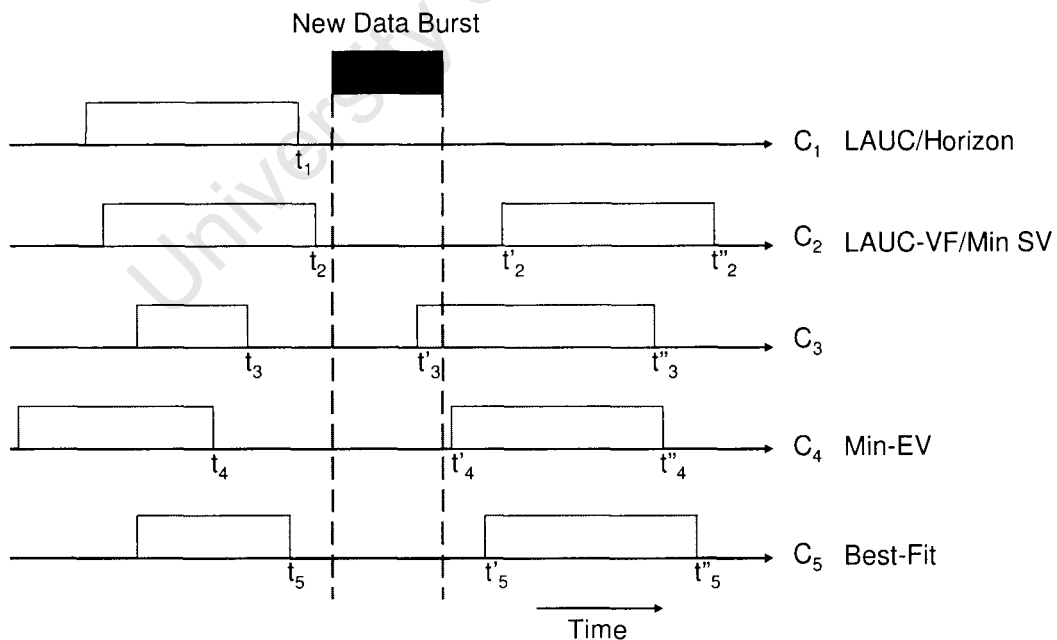 New Data Burst
t1
C1 LAUC/Horizon
t2 t'2 t"2
C2 LAUC-VF/Min SV
t3 t'3 t"3
C3
t4 t'4 t"4
C4 Min-EV
t5 t'5 t"5
C5 Best-Fit
Time
University